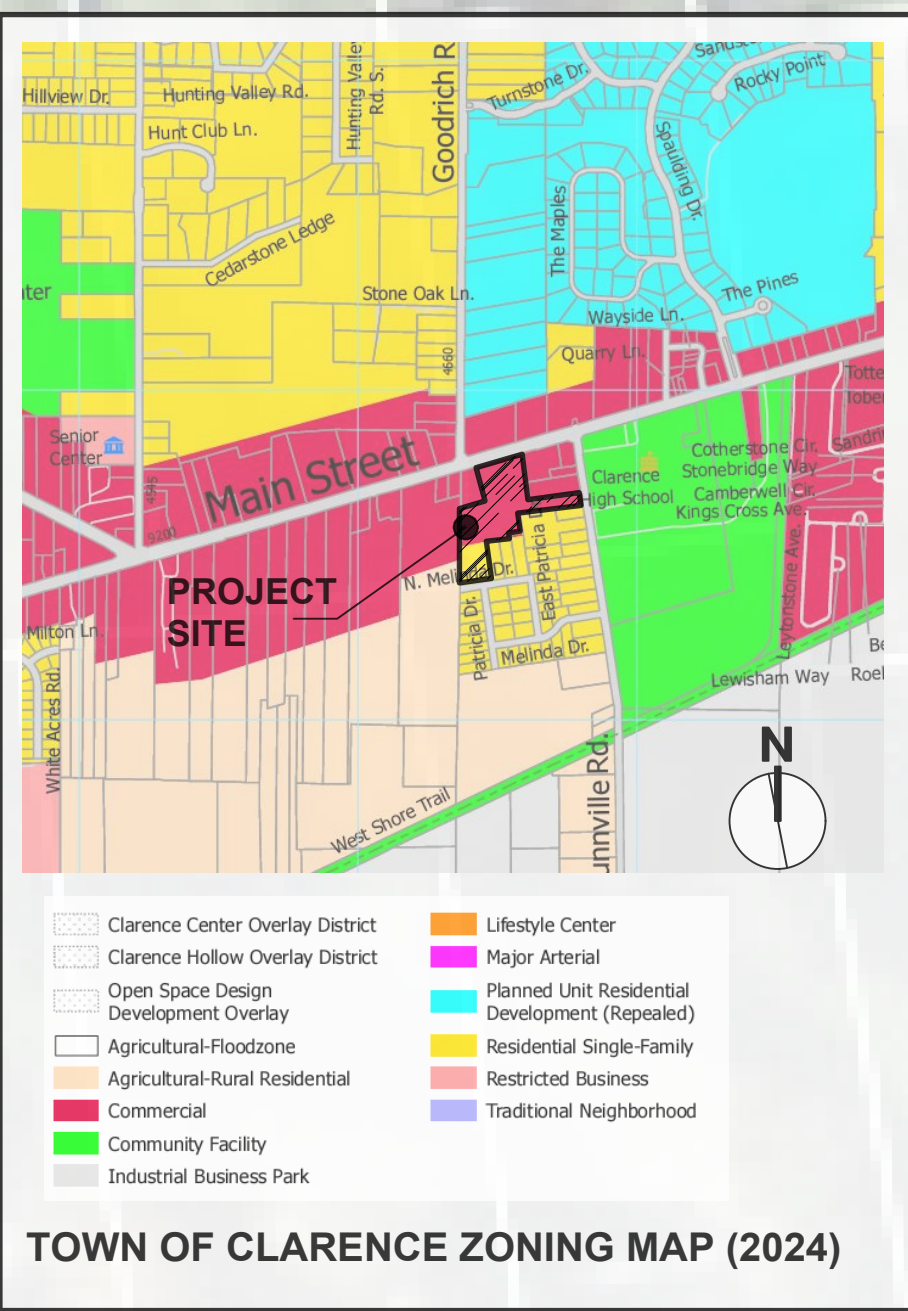 Hillview Dr.
Hunting Valley Rd.
Hunting Valley
Rd. S.
Goodrich R
Turnstone Dr.
Rocky Point
Hunt Club Ln.
Spaulding Dr.
The Maples
Cedarstone Ledge
Stone Oak Ln.
The Pines
Wayside Ln.
Quarry Ln.
4660
Totte
Tober
Senior
Center
Main Street
9200
Clarence
High School
Cotherstone Cir.
Stonebridge Way
Camberwell Cir.
Kings Cross Ave.
Leytonstone Ave.
PROJECT
SITE
N. Melinda Dr.
East Patricia D
Patricia Dr.
Melinda Dr.
Milton Ln.
White Acres Rd.
Lewisham Way
Be
Roel
West Shore Trail
unnville Rd.
N
Clarence Center Overlay District
Clarence Hollow Overlay District
Open Space Design
Development Overlay
Agricultural-Floodzone
Agricultural-Rural Residential
Commercial
Community Facility
Industrial Business Park
Lifestyle Center
Major Arterial
Planned Unit Residential
Development (Repealed)
Residential Single-Family
Restricted Business
Traditional Neighborhood
TOWN OF CLARENCE ZONING MAP (2024)